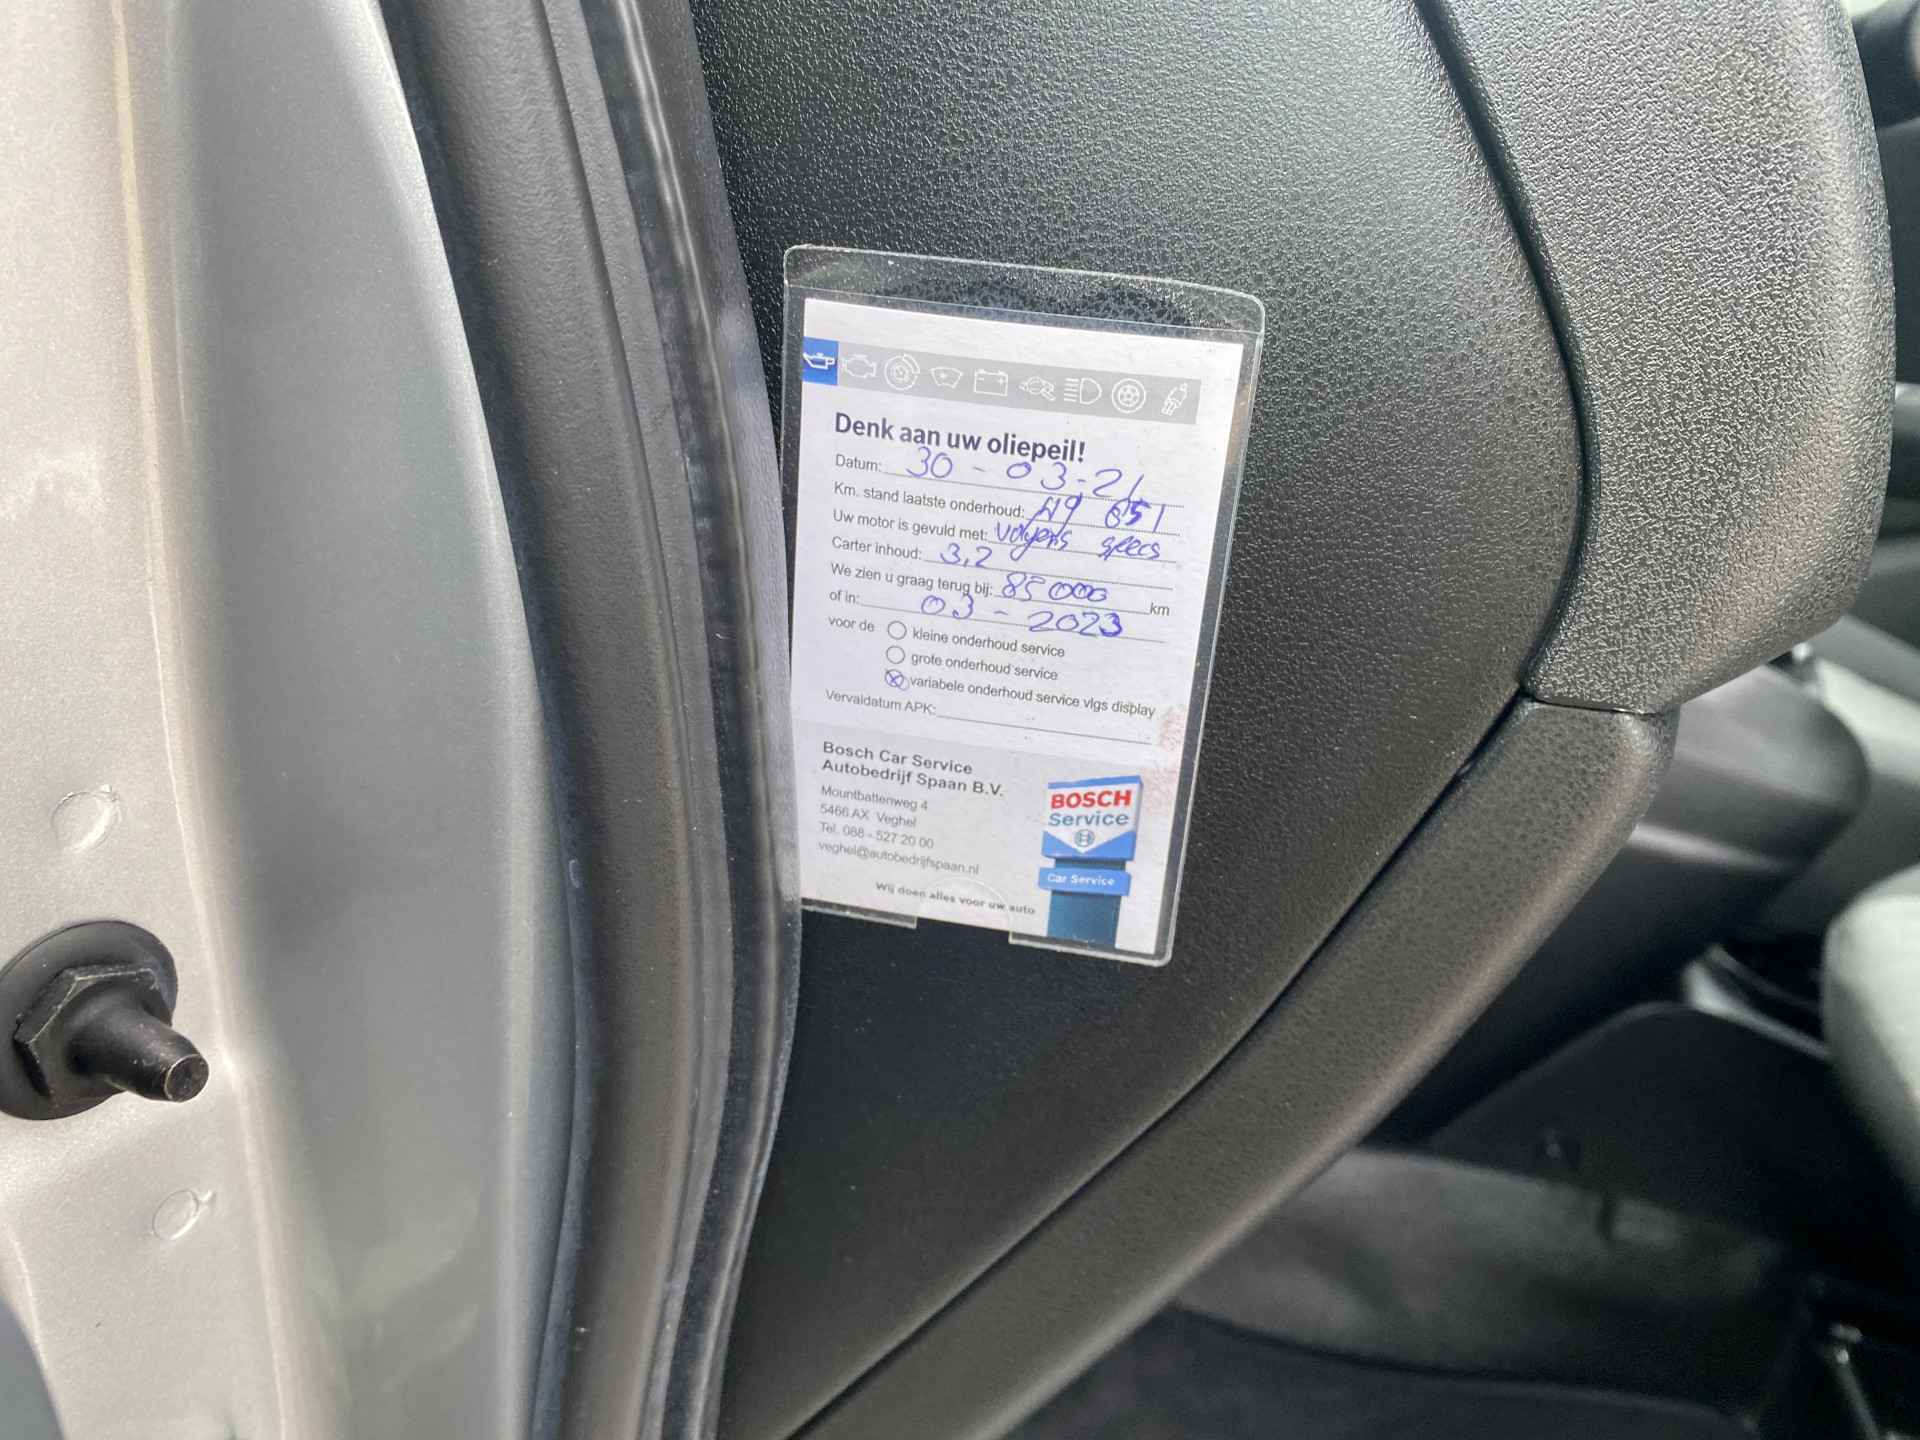 Denk aan uw oliepeil!
Datum: 30 - 03-21
Km. stand laatste onderhoud: 651
Uw motor is gevuld met: volgens specs
Carter inhoud: 3,2
We zien u graag terug bij: 85000 km
of in: 03 - 2023
voor de kleine onderhoud service
grote onderhoud service
variabele onderhoud service vlgs display
Vervaldatum APK:
Bosch Car Service
Autobedrijf Spaan B.V.
Mountbattenweg 4
5466 AX Veghel
Tel. 088 - 527 20 00
veghel@autobedrijfspaan.nl
Wij doen alles voor uw auto
BOSCH
Service
Car Service